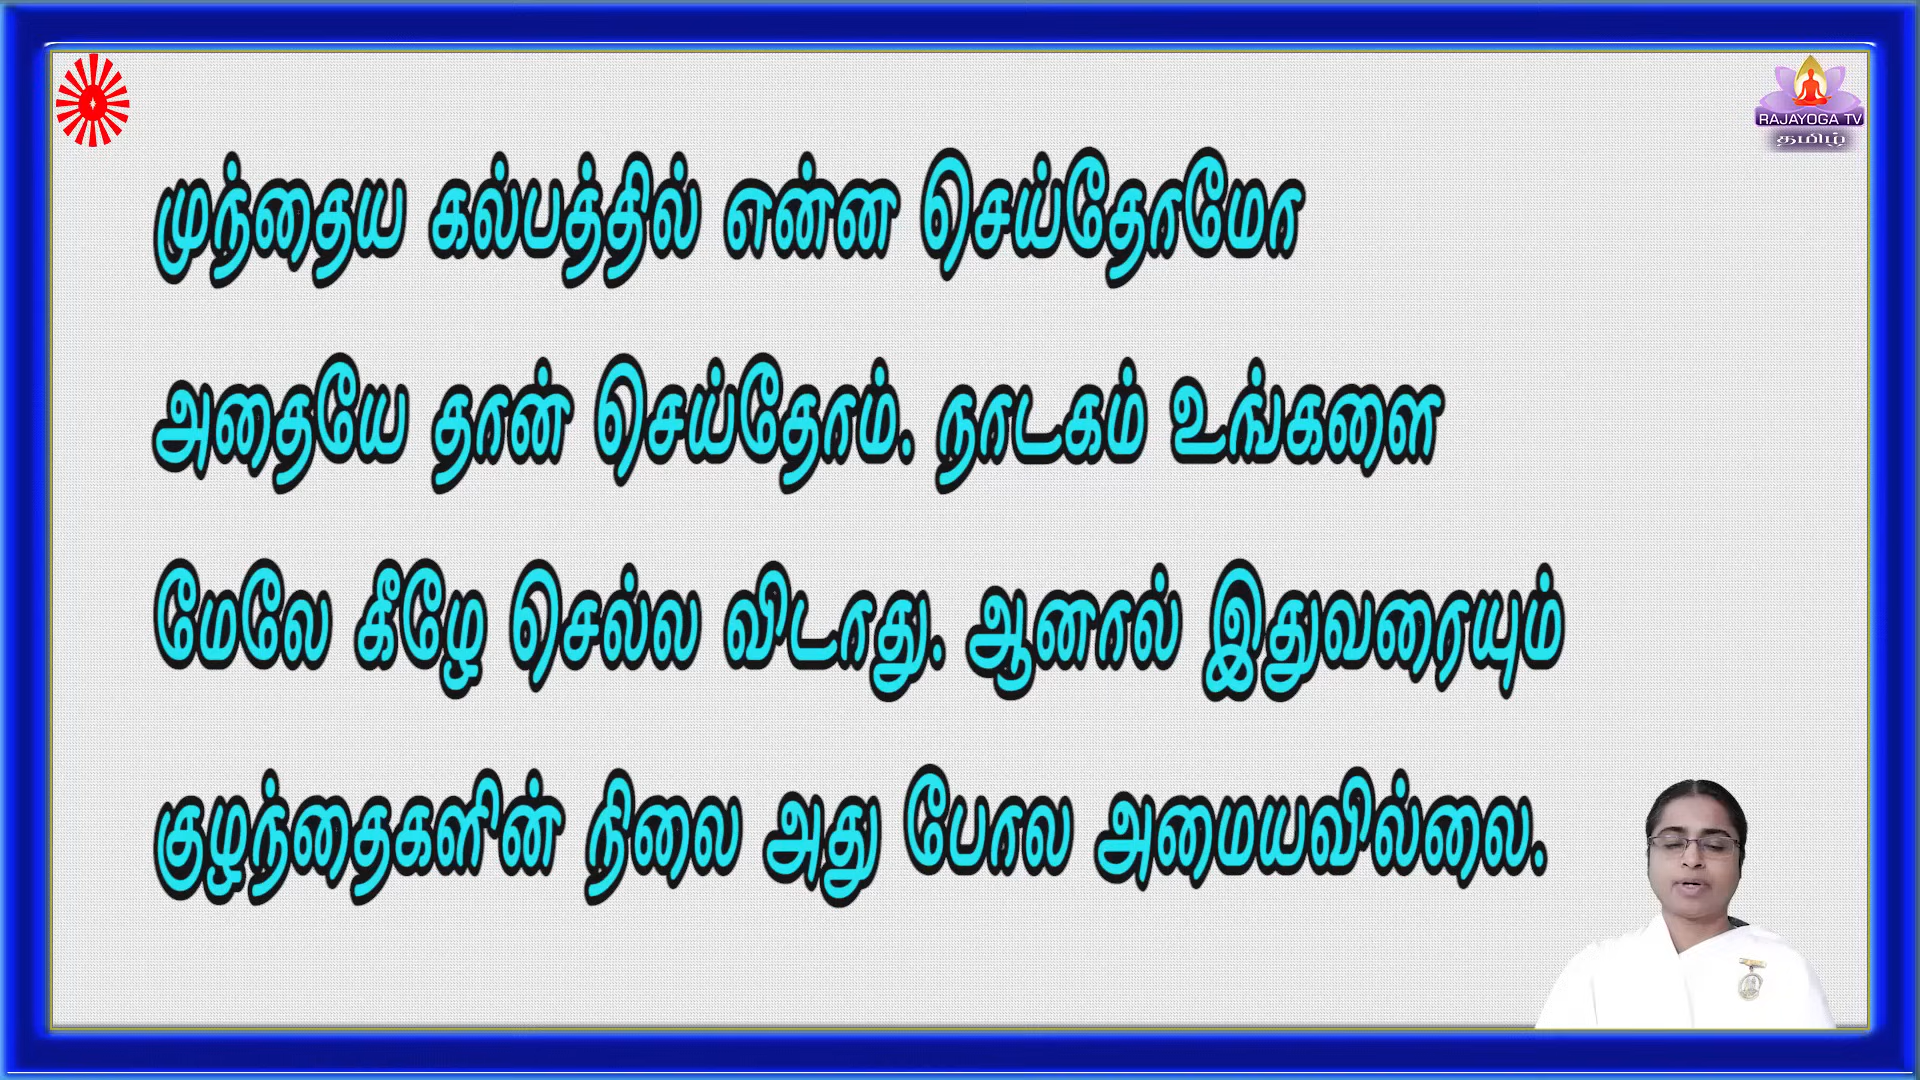 RAJAYOGA TV
தமிழ்
முந்தைய கல்பத்தில் என்ன செய்தோமோ
அதையே தான் செய்தோம். நாடகம் உங்களை
மேலே கீழே செல்ல விடாது. ஆனால் இதுவரையும்
குழந்தைகளின் நிலை அது போல அமையவில்லை.